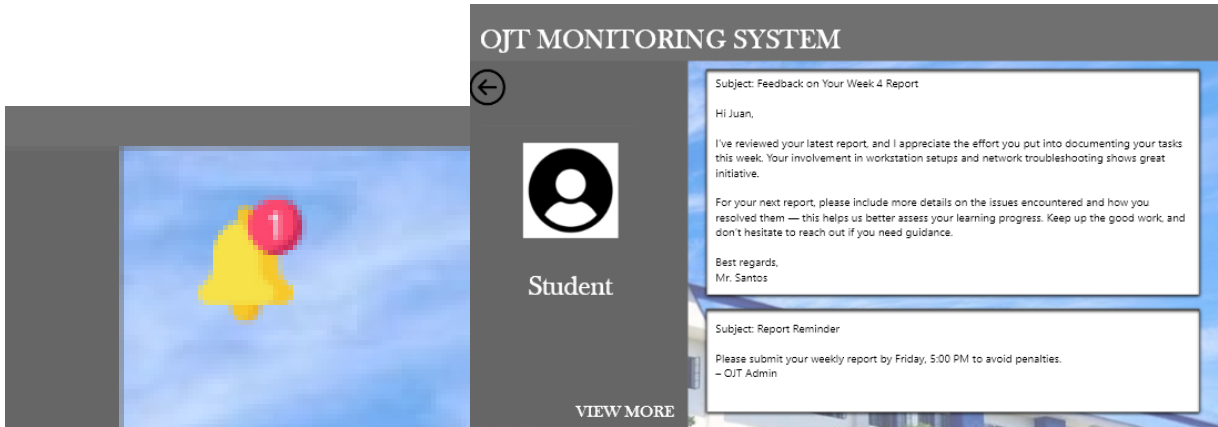 1
OJT MONITORING SYSTEM
Student
VIEW MORE
Subject: Feedback on Your Week 4 Report
Hi Juan,
I've reviewed your latest report, and I appreciate the effort you put into documenting your tasks
this week. Your involvement in workstation setups and network troubleshooting shows great
initiative.
For your next report, please include more details on the issues encountered and how you
resolved them — this helps us better assess your learning progress. Keep up the good work, and
don't hesitate to reach out if you need guidance.
Best regards,
Mr. Santos
Subject: Report Reminder
Please submit your weekly report by Friday, 5:00 PM to avoid penalties.
– OJT Admin